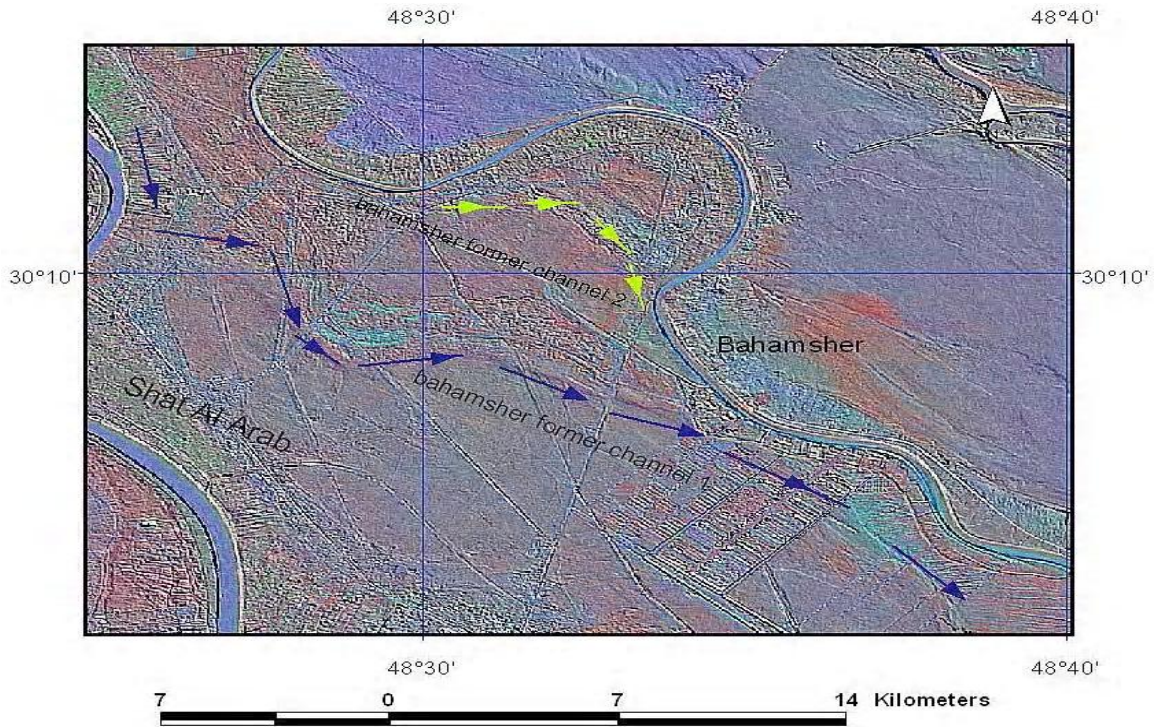 48°30' 48°40'
bahamsher former channel 2
30°10' 30°10'
Bahamsher
Shat Al Arab
bahamsher former channel 1
48°30' 48°40'
7 0 7 14 Kilometers